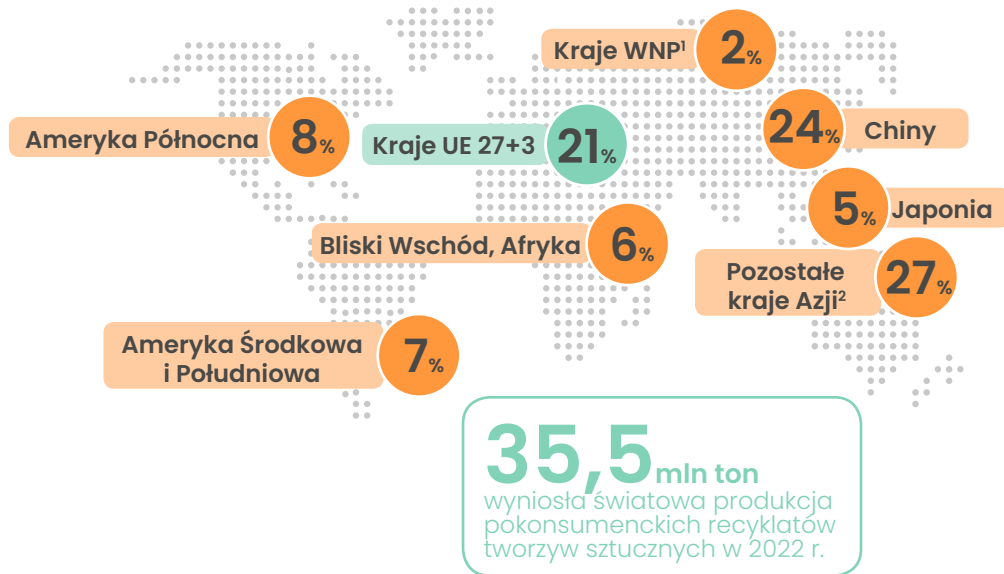 Kraje WNP¹
2%
Ameryka Północna
8%
Kraje UE 27+3
21%
24%
Chiny
5%
Japonia
Bliski Wschód, Afryka
6%
Pozostałe
kraje Azji²
27%
Ameryka Środkowa
i Południowa
7%
35,5 mln ton
wyniosła światowa produkcja
pokonsumenckich recyklatów
tworzyw sztucznych w 2022 r.